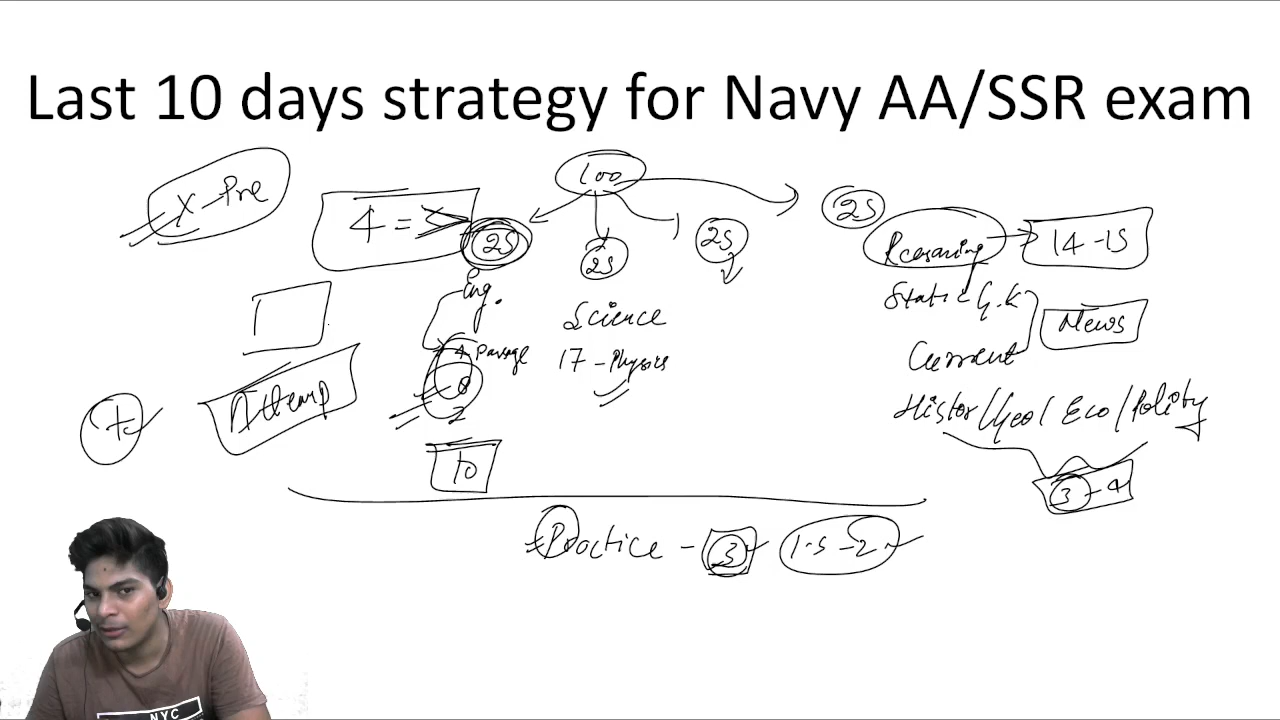 Last 10 days strategy for Navy AA/SSR exam
X-Pre
100
4 =
25
25
25
25
Reasoning
14-15
Eng.
Science
Static G.K
News
4 Passage
17-Physics
Current
Attemp
8
Histor/Geo/Eco/Polity
10
3-4
Practice - 3
1.5-2
NYC